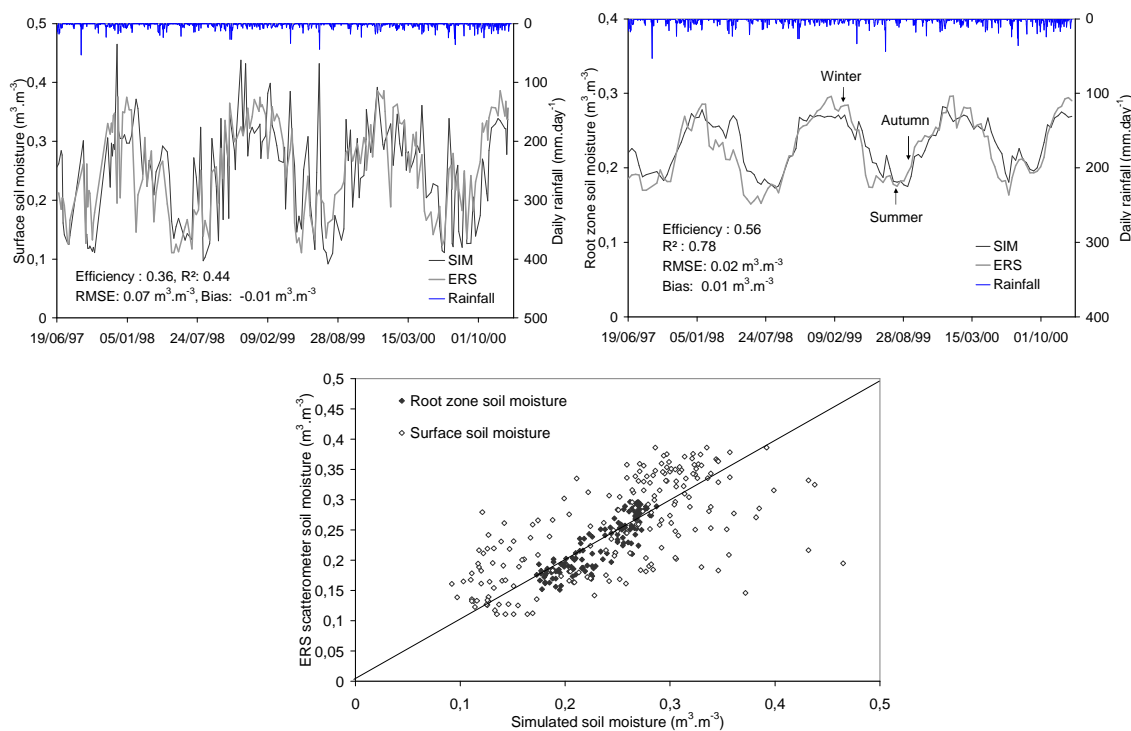 0,5
0,4
0,3
0,2
0,1
0
Surface soil moisture (m³.m⁻³)
0
100
200
300
400
500
Daily rainfall (mm.day⁻¹)
Efficiency : 0.36, R²: 0.44
RMSE: 0.07 m³.m⁻³, Bias: -0.01 m³.m⁻³
SIM
ERS
Rainfall
19/06/97 05/01/98 24/07/98 09/02/99 28/08/99 15/03/00 01/10/00
0,4
0,3
0,2
0,1
0
Root zone soil moisture (m³.m⁻³)
0
100
200
300
400
Daily rainfall (mm.day⁻¹)
Winter
Autumn
Summer
Efficiency : 0.56
R² : 0.78
RMSE: 0.02 m³.m⁻³
Bias: 0.01 m³.m⁻³
SIM
ERS
Rainfall
19/06/97 05/01/98 24/07/98 09/02/99 28/08/99 15/03/00 01/10/00
0,5
0,45
0,4
0,35
0,3
0,25
0,2
0,15
0,1
0,05
0
ERS scatterometer soil moisture (m³.m⁻³)
Root zone soil moisture
Surface soil moisture
0 0,1 0,2 0,3 0,4 0,5
Simulated soil moisture (m³.m⁻³)